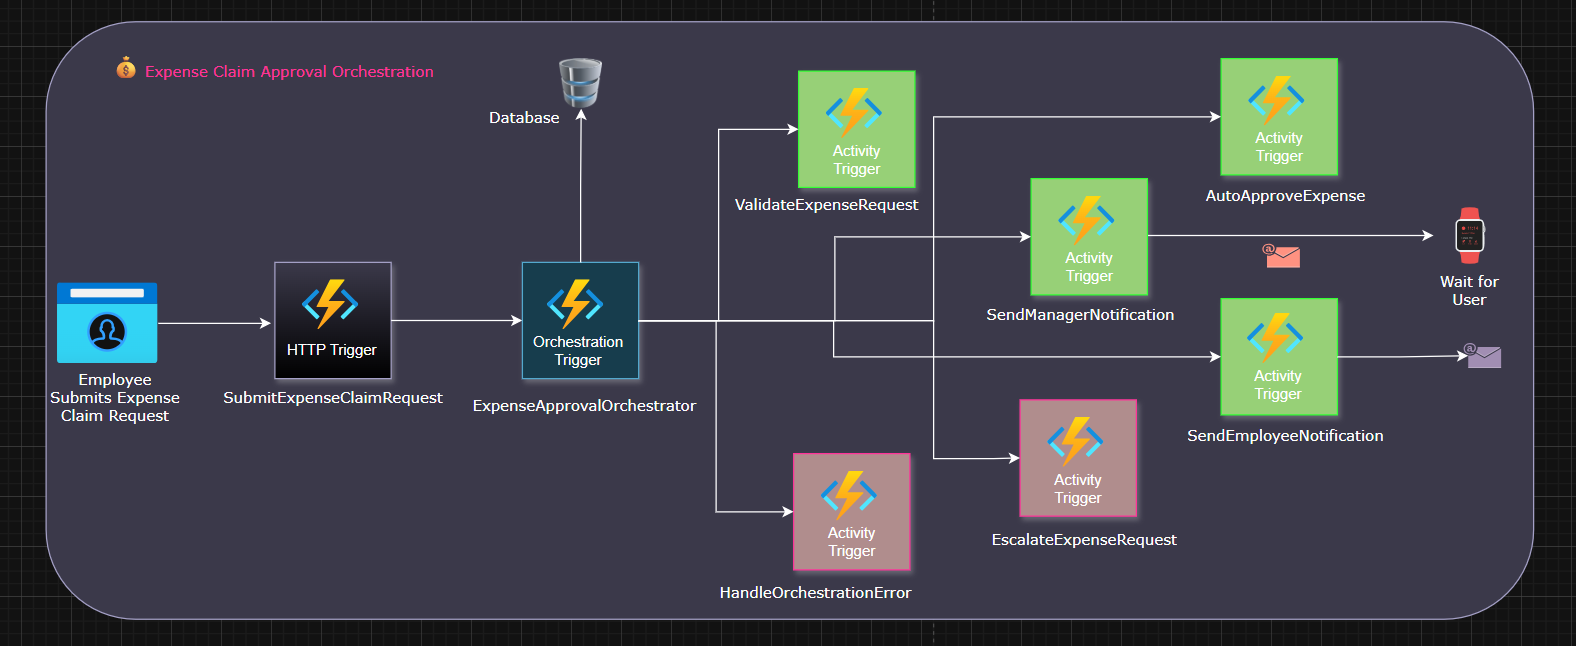 Expense Claim Approval Orchestration
Database
Activity
Trigger
ValidateExpenseRequest
Activity
Trigger
AutoApproveExpense
Activity
Trigger
SendManagerNotification
Wait for
User
Employee
Submits Expense
Claim Request
HTTP Trigger
SubmitExpenseClaimRequest
Orchestration
Trigger
ExpenseApprovalOrchestrator
Activity
Trigger
SendEmployeeNotification
Activity
Trigger
EscalateExpenseRequest
Activity
Trigger
HandleOrchestrationError